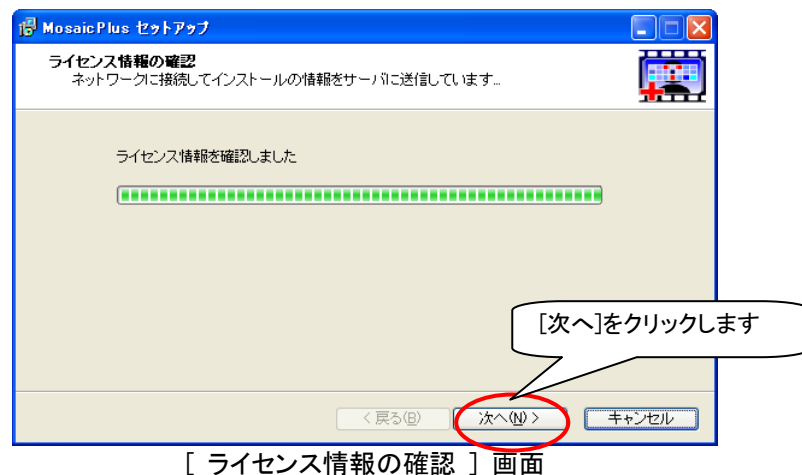 MosaicPlus セットアップ
ライセンス情報の確認
ネットワークに接続してインストールの情報をサーバに送信しています...
ライセンス情報を確認しました
[次へ]をクリックします
< 戻る(B)
次へ(N) >
キャンセル
[ ライセンス情報の確認 ] 画面